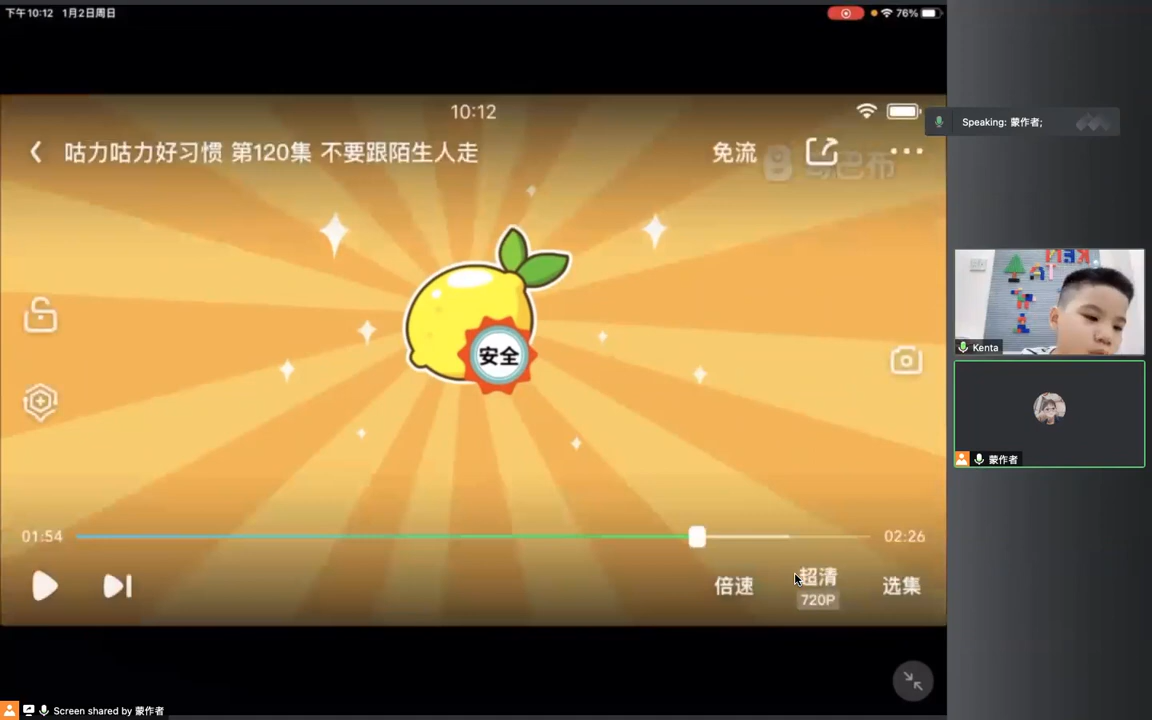 下午10:12 1月2日周日
76%
10:12
咕力咕力好习惯 第120集 不要跟陌生人走
免流
Speaking: 蒙作者;
安全
Kenta
蒙作者
01:54
02:26
倍速
超清
720P
选集
Screen shared by 蒙作者